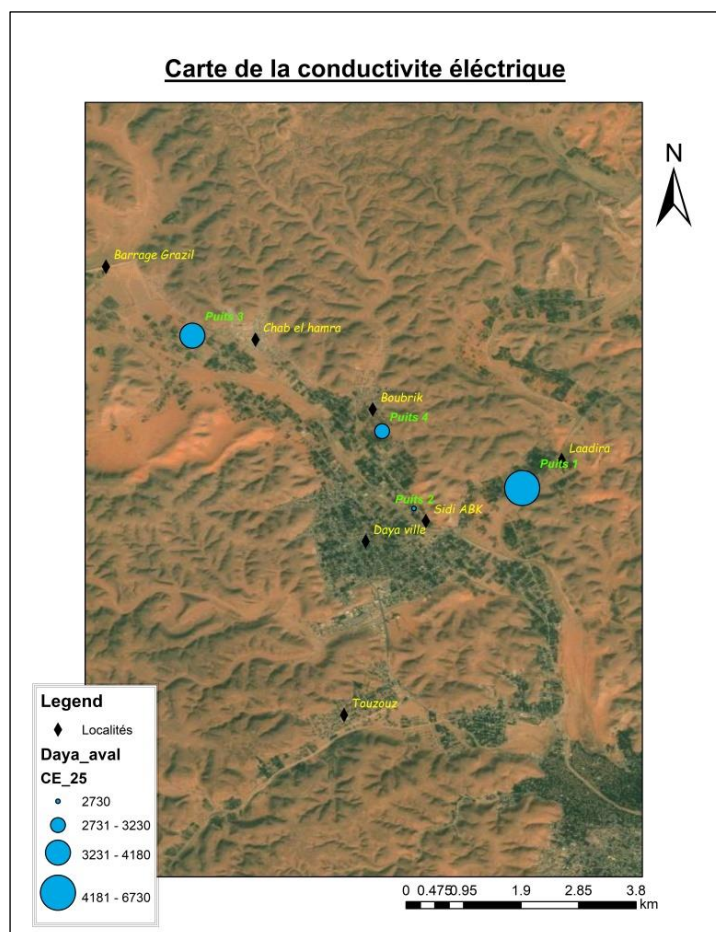 Carte de la conductivite éléctrique
N
Barrage Grazil
Puits 3
Chab el hamra
Boubrik
Puits 4
Laadira
Puits 1
Puits 2
Sidi ABK
Daya ville
Touzouz
Legend
Localités
Daya_aval
CE_25
2730
2731 - 3230
3231 - 4180
4181 - 6730
0 0.475 0.95 1.9 2.85 3.8
km